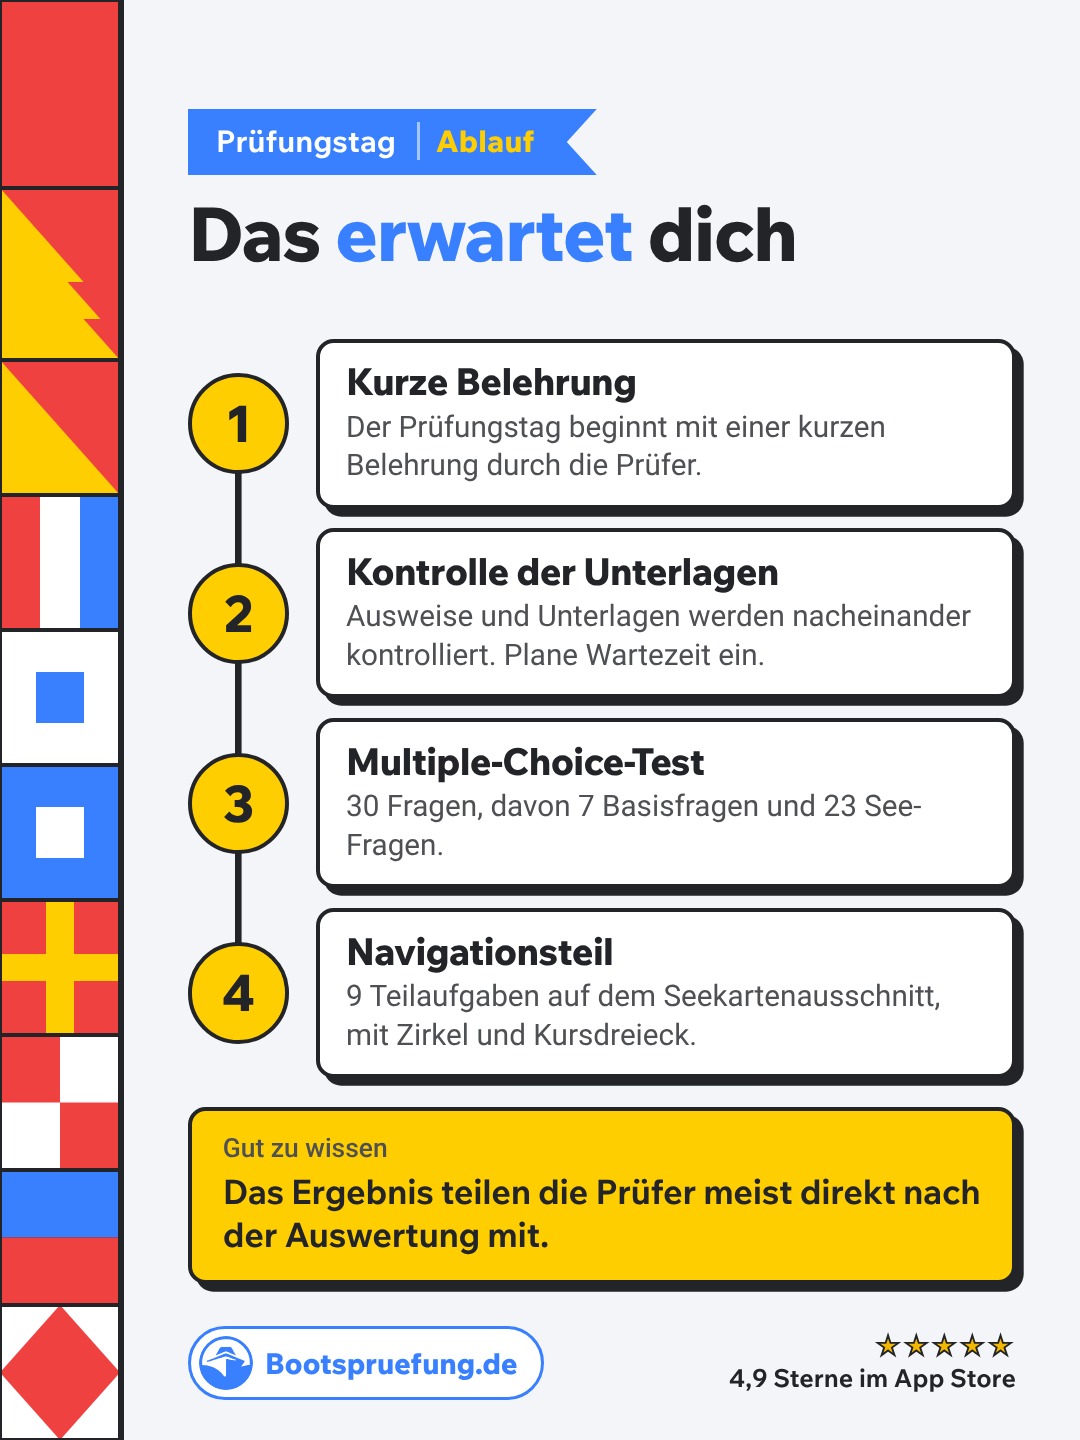 Prüfungstag | Ablauf
Das erwartet dich
1
Kurze Belehrung
Der Prüfungstag beginnt mit einer kurzen
Belehrung durch die Prüfer.
2
Kontrolle der Unterlagen
Ausweise und Unterlagen werden nacheinander
kontrolliert. Plane Wartezeit ein.
3
Multiple-Choice-Test
30 Fragen, davon 7 Basisfragen und 23 See-
Fragen.
4
Navigationsteil
9 Teilaufgaben auf dem Seekartenausschnitt,
mit Zirkel und Kursdreieck.
Gut zu wissen
Das Ergebnis teilen die Prüfer meist direkt nach
der Auswertung mit.
Bootspruefung.de
4,9 Sterne im App Store